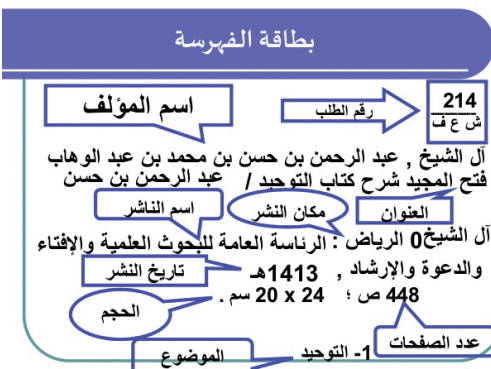 بطاقة الفهرسة
214
ش ع ف
رقم الطلب
اسم المؤلف
آل الشيخ , عبد الرحمن بن حسن بن محمد بن عبد الوهاب
فتح المجيد شرح كتاب التوحيد / عبد الرحمن بن حسن
العنوان
مكان النشر
اسم الناشر
آل الشيخ0 الرياض : الرئاسة العامة للبحوث العلمية والإفتاء
والدعوة والإرشاد , 1413هـ
تاريخ النشر
448 ص ؛ 24 x 20 سم .
الحجم
عدد الصفحات
1- التوحيد
الموضوع